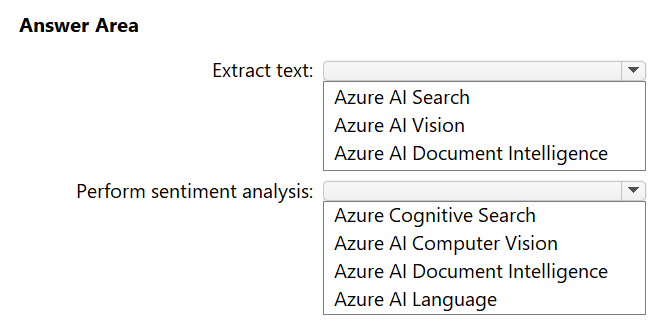 Answer Area
Extract text:
Azure AI Search
Azure AI Vision
Azure AI Document Intelligence
Perform sentiment analysis:
Azure Cognitive Search
Azure AI Computer Vision
Azure AI Document Intelligence
Azure AI Language